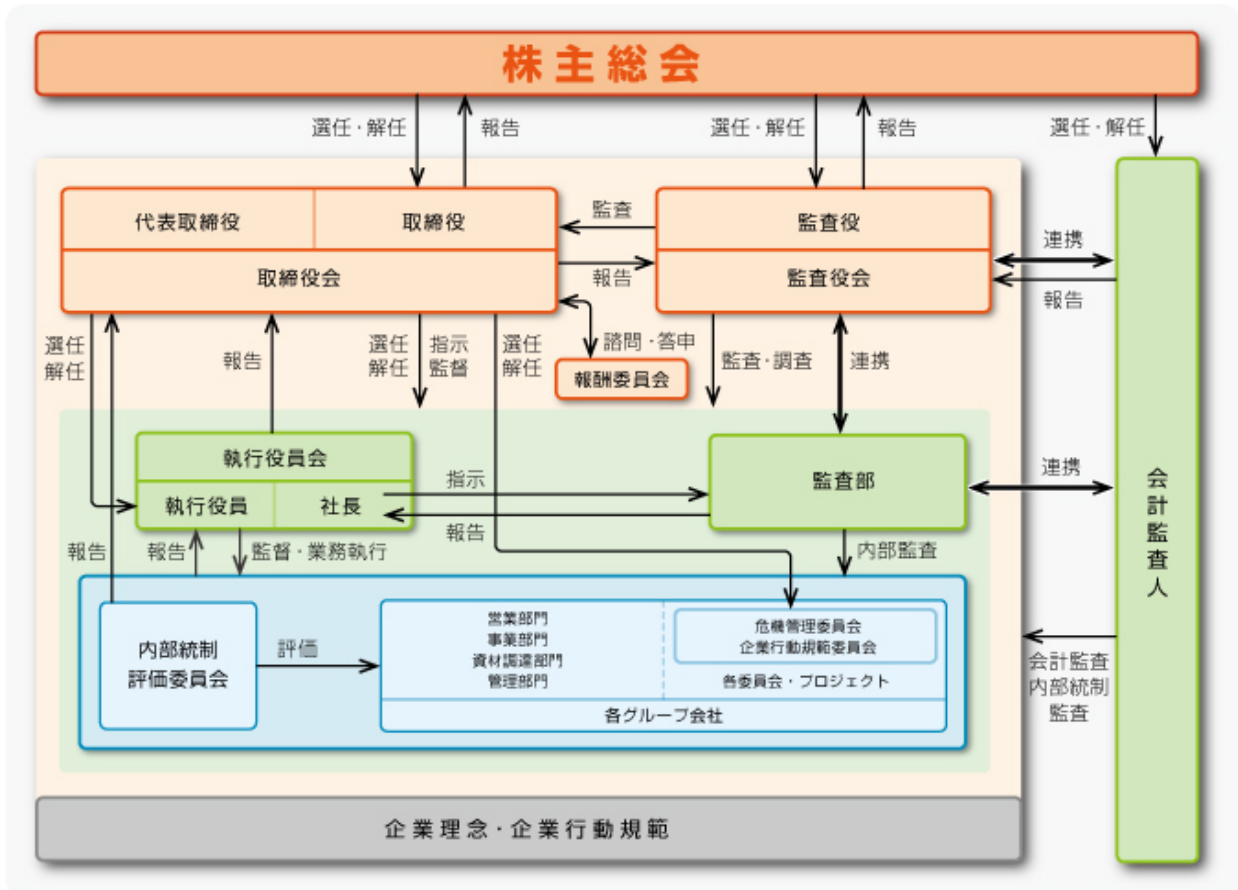 株主総会
選任・解任
報告
選任・解任
報告
選任・解任
代表取締役
取締役
監査
監査役
連携
取締役会
報告
監査役会
報告
選任
解任
報告
選任
解任
指示
監督
選任
解任
諮問・答申
報酬委員会
監査・調査
連携
執行役員会
執行役員
社長
指示
報告
監査部
連携
会計監査人
報告
報告
監督・業務執行
内部監査
内部統制
評価委員会
評価
営業部門
事業部門
資材調達部門
管理部門
危機管理委員会
企業行動規範委員会
各委員会・プロジェクト
各グループ会社
会計監査
内部統制
監査
企業理念・企業行動規範